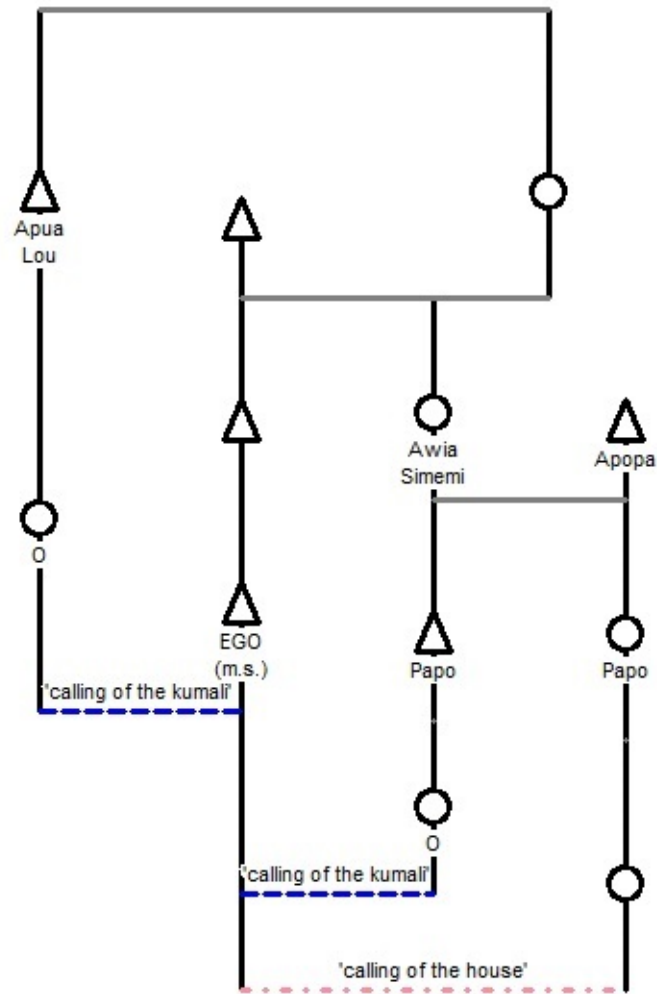 Apua
Lou
Awia
Simemi
Apopa
O
EGO
(m.s.)
Papo
Papo
'calling of the kumali'
O
'calling of the kumali'
'calling of the house'